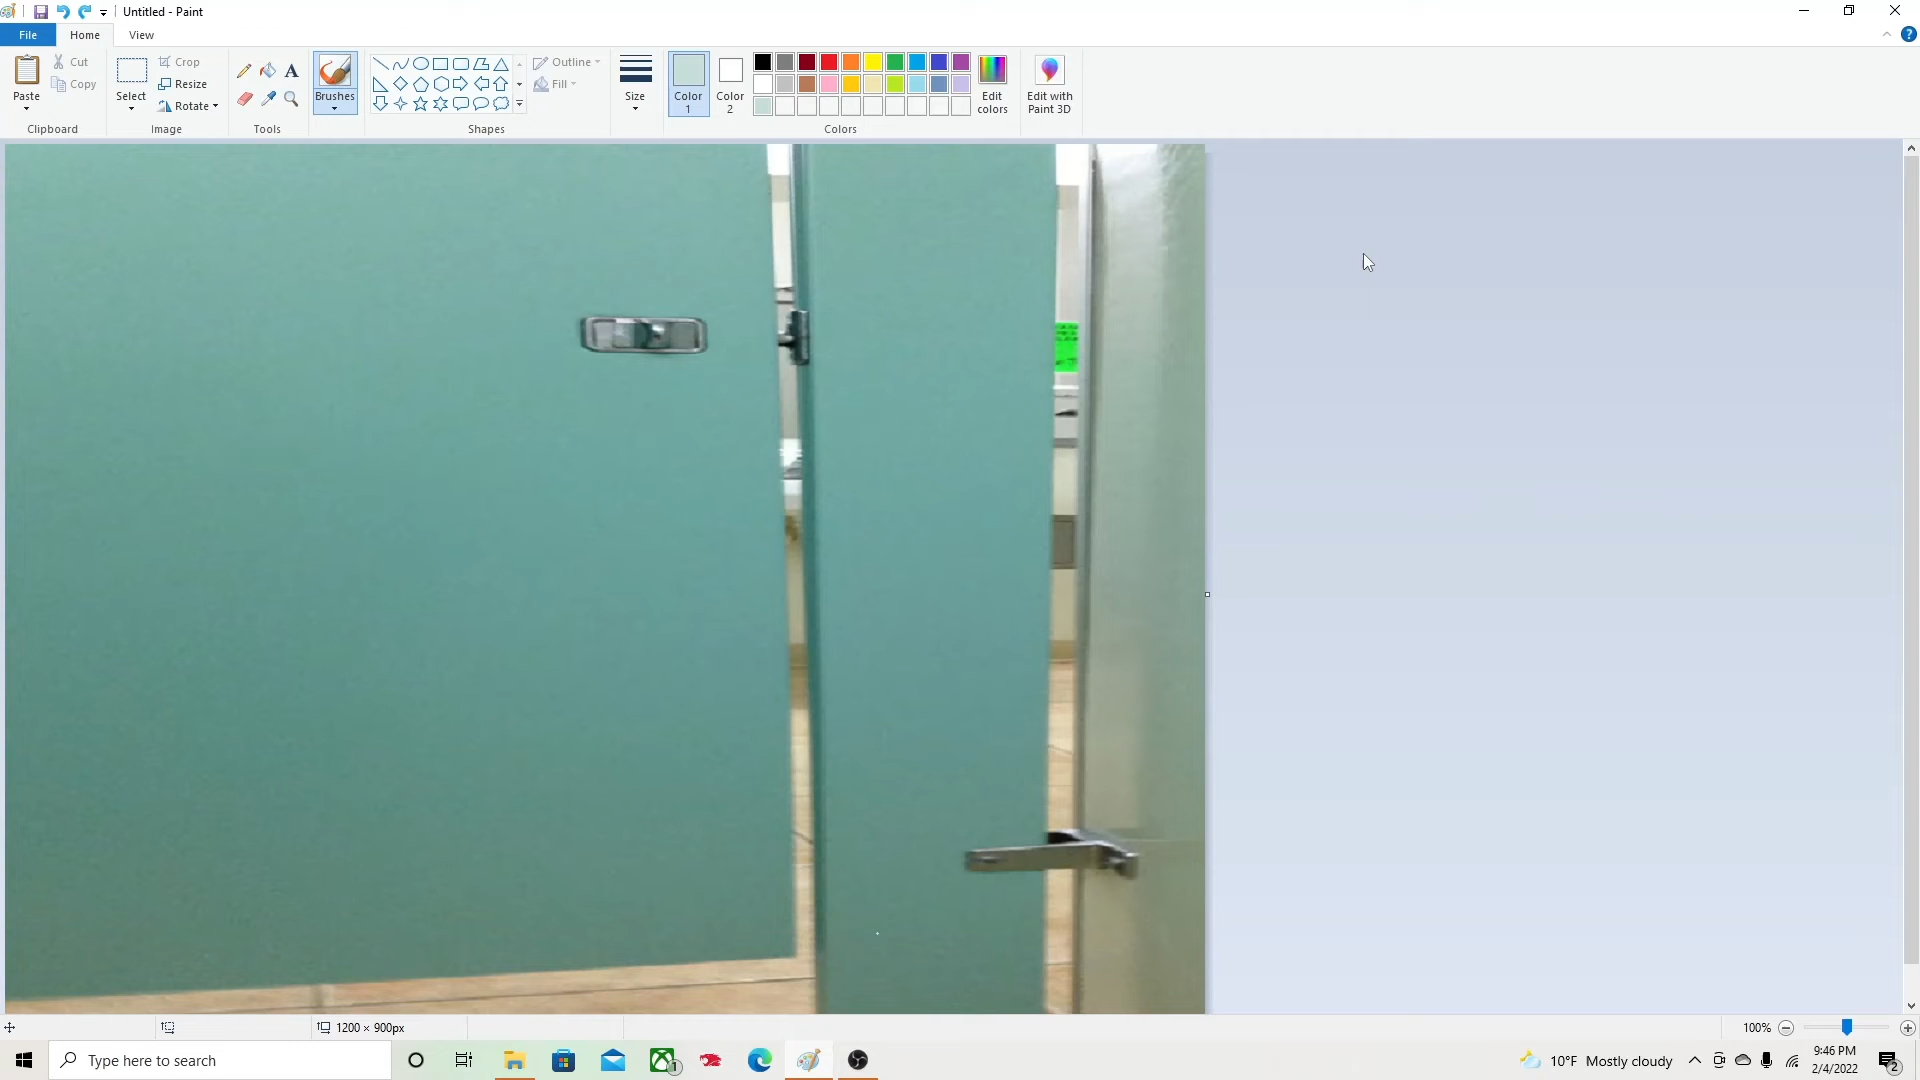 Untitled - Paint
File
Home
View
Paste
Cut
Copy
Clipboard
Select
Crop
Resize
Rotate
Image
Tools
Brushes
Shapes
Outline
Fill
Size
Color
1
Color
2
Edit
colors
Colors
Edit with
Paint 3D
1200 × 900px
100%
Type here to search
1
10°F Mostly cloudy
9:46 PM
2/4/2022
2